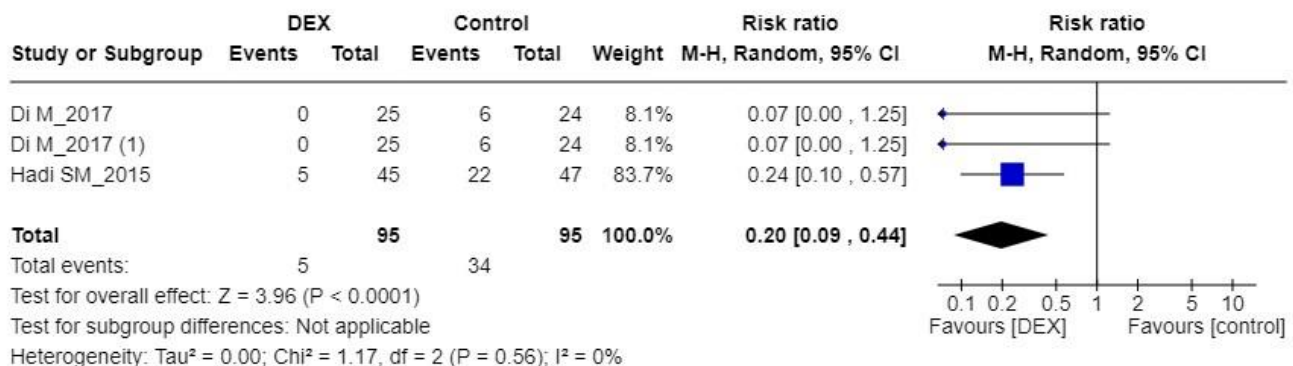 DEX Control Risk ratio Risk ratio
Study or Subgroup Events Total Events Total Weight M-H, Random, 95% CI M-H, Random, 95% CI
Di M_2017 0 25 6 24 8.1% 0.07 [0.00 , 1.25]
Di M_2017 (1) 0 25 6 24 8.1% 0.07 [0.00 , 1.25]
Hadi SM_2015 5 45 22 47 83.7% 0.24 [0.10 , 0.57]
Total 95 95 100.0% 0.20 [0.09 , 0.44]
Total events: 5 34
Test for overall effect: Z = 3.96 (P < 0.0001)
0.1 0.2 0.5 1 2 5 10
Test for subgroup differences: Not applicable
Favours [DEX] Favours [control]
Heterogeneity: Tau² = 0.00; Chi² = 1.17, df = 2 (P = 0.56); I² = 0%